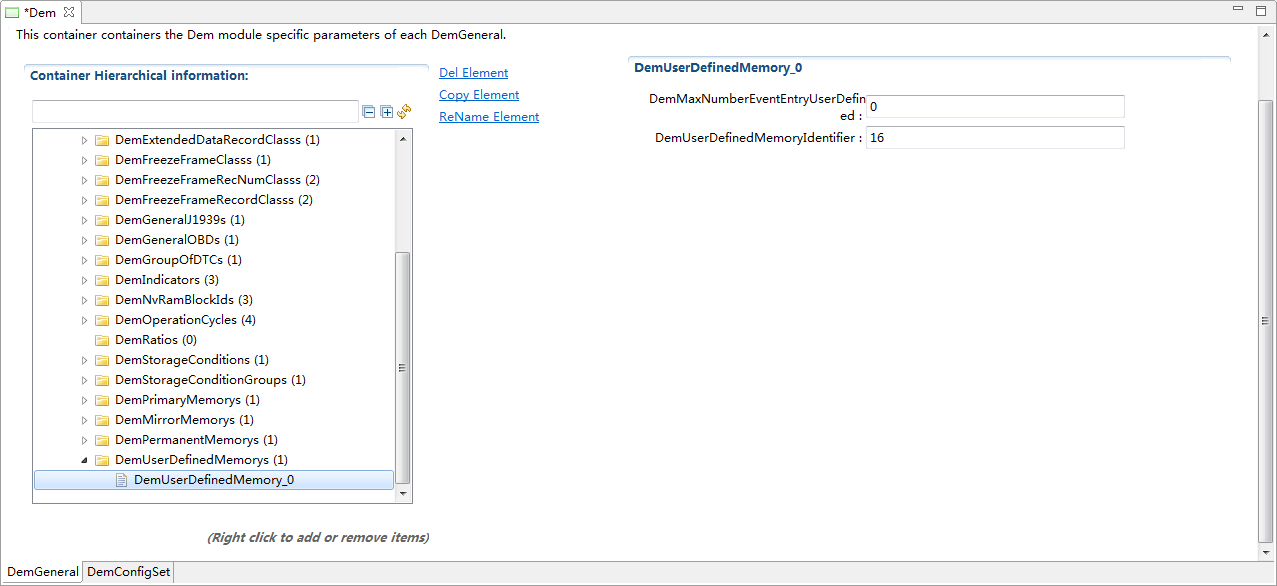 *Dem
This container containers the Dem module specific parameters of each DemGeneral.
Container Hierarchical information:
Del Element
Copy Element
ReName Element
DemExtendedDataRecordClasss (1)
DemFreezeFrameClasss (1)
DemFreezeFrameRecNumClasss (2)
DemFreezeFrameRecordClasss (2)
DemGeneralJ1939s (1)
DemGeneralOBDs (1)
DemGroupOfDTCs (1)
DemIndicators (3)
DemNvRamBlockIds (3)
DemOperationCycles (4)
DemRatios (0)
DemStorageConditions (1)
DemStorageConditionGroups (1)
DemPrimaryMemorys (1)
DemMirrorMemorys (1)
DemPermanentMemorys (1)
DemUserDefinedMemorys (1)
DemUserDefinedMemory_0
(Right click to add or remove items)
DemUserDefinedMemory_0
DemMaxNumberEventEntryUserDefin
ed : 0
DemUserDefinedMemoryIdentifier : 16
DemGeneral DemConfigSet